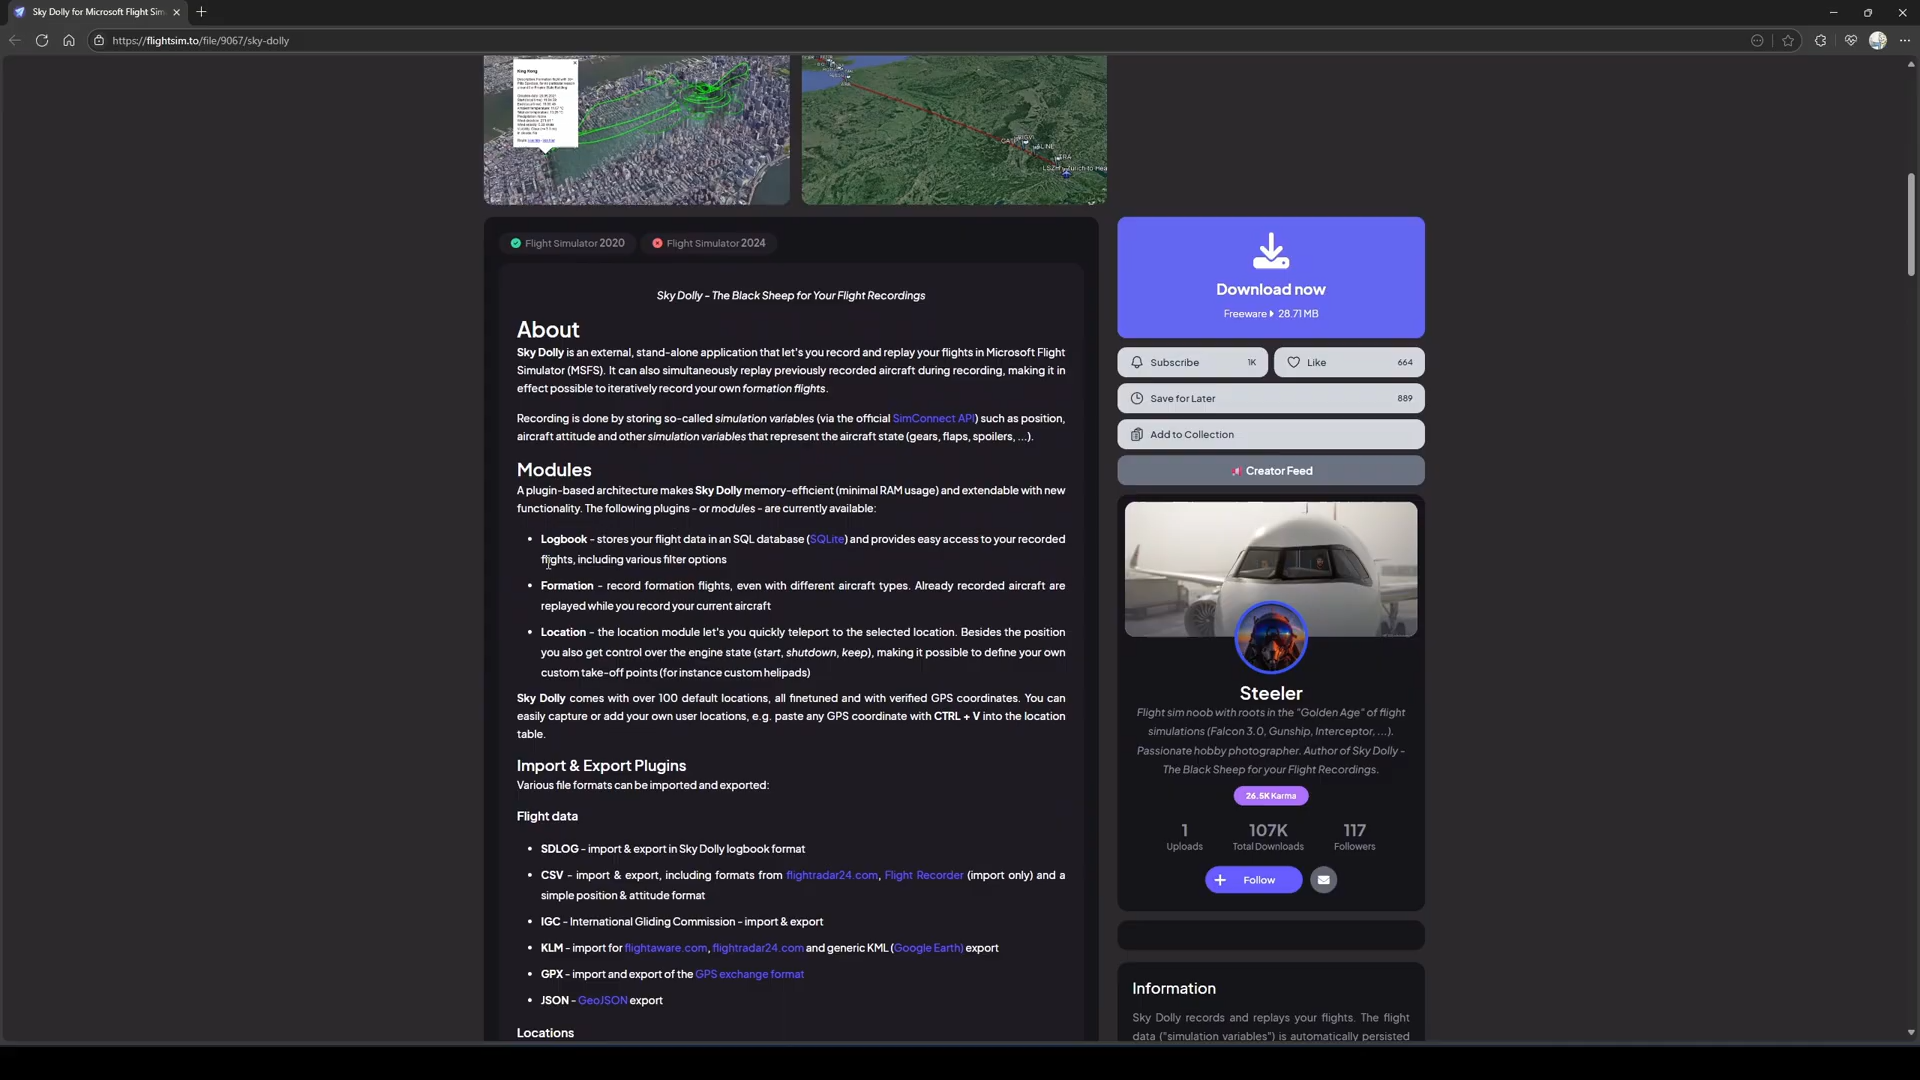 Sky Dolly for Microsoft Flight Sim
https://flightsim.to/file/9067/sky-dolly
King Kong
Flight Simulator 2020
Flight Simulator 2024
Sky Dolly - The Black Sheep for Your Flight Recordings
About
Sky Dolly is an external, stand-alone application that let's you record and replay your flights in Microsoft Flight
Simulator (MSFS). It can also simultaneously replay previously recorded aircraft during recording, making it in
effect possible to iteratively record your own formation flights.
Recording is done by storing so-called simulation variables (via the official SimConnect API) such as position,
aircraft attitude and other simulation variables that represent the aircraft state (gears, flaps, spoilers, ...).
Modules
A plugin-based architecture makes Sky Dolly memory-efficient (minimal RAM usage) and extendable with new
functionality. The following plugins - or modules - are currently available:
• Logbook - stores your flight data in an SQL database (SQLite) and provides easy access to your recorded
flights, including various filter options
• Formation - record formation flights, even with different aircraft types. Already recorded aircraft are
replayed while you record your current aircraft
• Location - the location module let's you quickly teleport to the selected location. Besides the position
you also get control over the engine state (start, shutdown, keep), making it possible to define your own
custom take-off points (for instance custom helipads)
Sky Dolly comes with over 100 default locations, all finetuned and with verified GPS coordinates. You can
easily capture or add your own user locations, e.g. paste any GPS coordinate with CTRL + V into the location
table.
Import & Export Plugins
Various file formats can be imported and exported:
Flight data
• SDLOG - import & export in Sky Dolly logbook format
• CSV - import & export, including formats from flightradar24.com, Flight Recorder (import only) and a
simple position & attitude format
• IGC - International Gliding Commission - import & export
• KLM - import for flightaware.com, flightradar24.com and generic KML (Google Earth) export
• GPX - import and export of the GPS exchange format
• JSON - GeoJSON export
Locations
Download now
Freeware 28.71 MB
Subscribe 1K
Like 664
Save for Later 889
Add to Collection
Creator Feed
Steeler
Flight sim noob with roots in the "Golden Age" of flight
simulations (Falcon 3.0, Gunship, Interceptor, ...).
Passionate hobby photographer. Author of Sky Dolly -
The Black Sheep for your Flight Recordings.
26.5K Karma
1 107K 117
Uploads Total Downloads Followers
+ Follow
Information
Sky Dolly records and replays your flights. The flight
data ("simulation variables") is automatically persisted